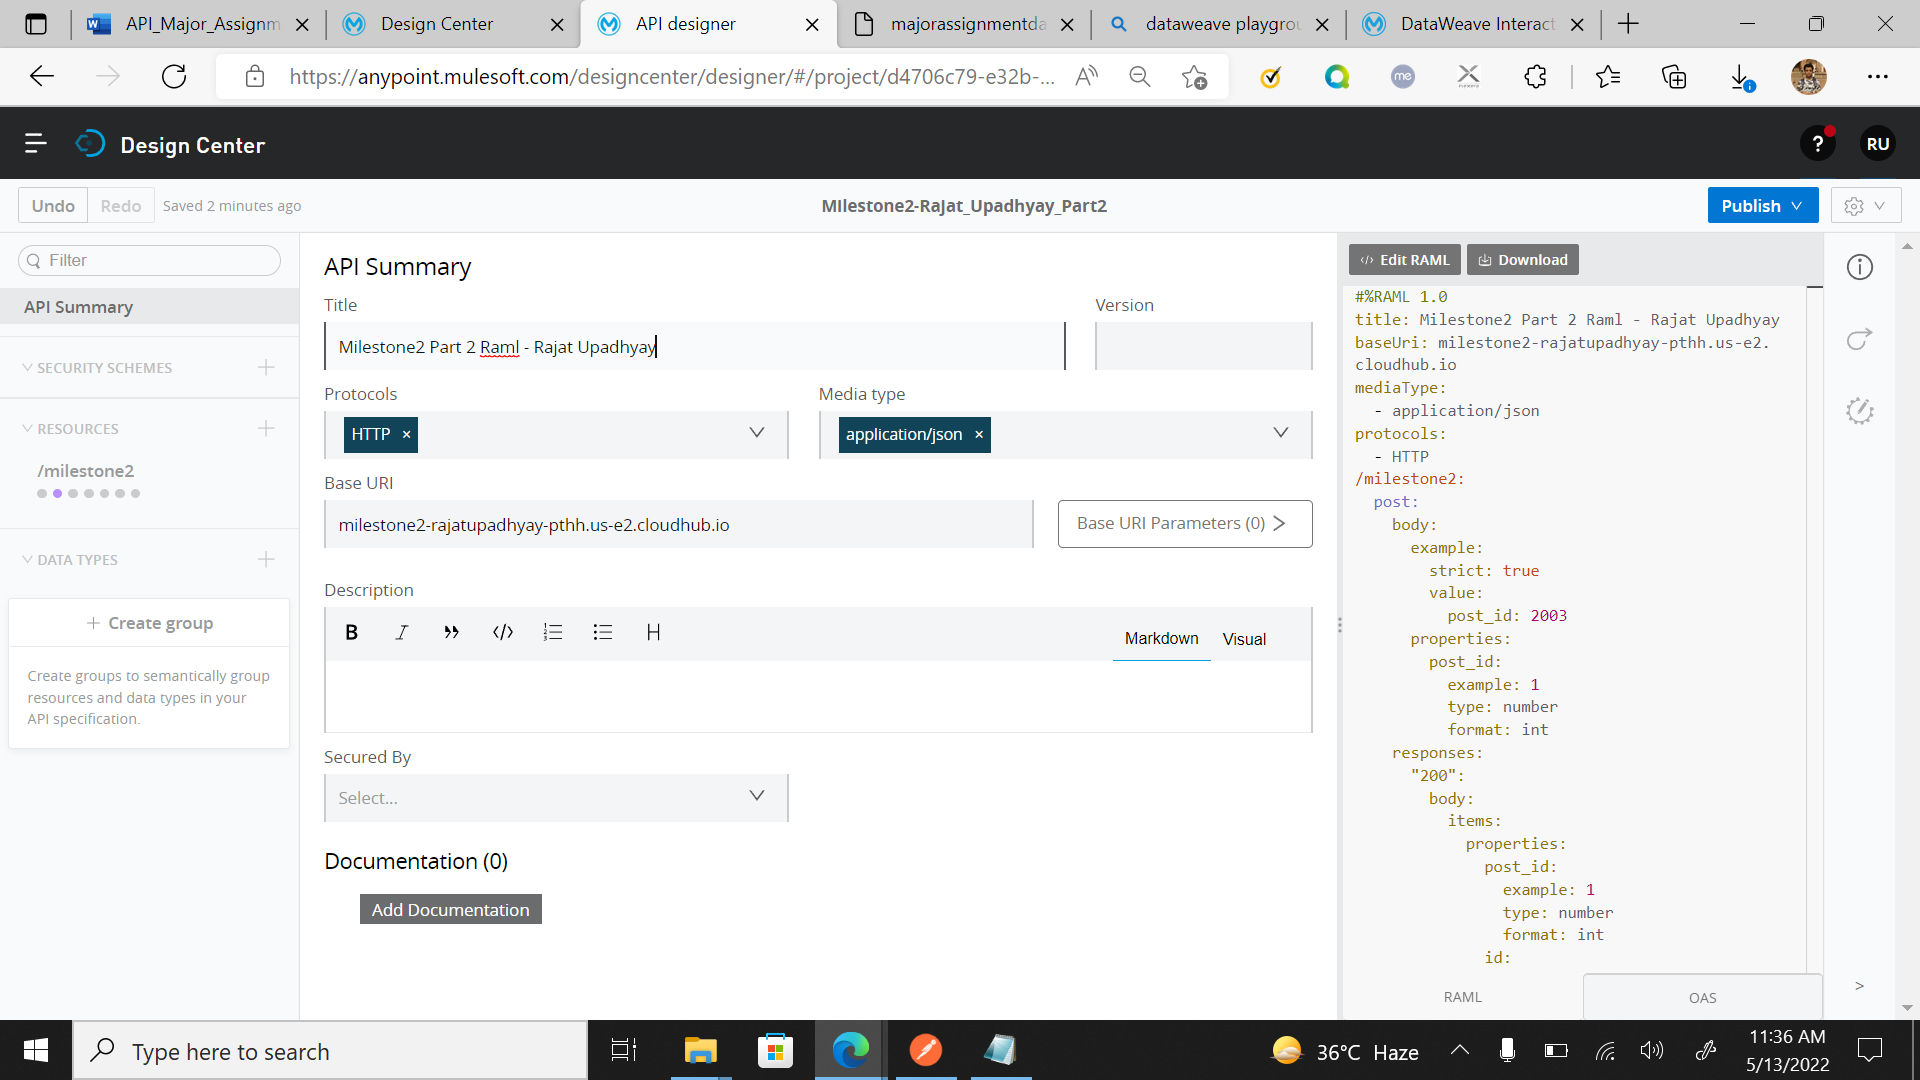 API_Major_Assignm
Design Center
API designer
majorassignmentda
dataweave playgrou
DataWeave Interact
https://anypoint.mulesoft.com/designcenter/designer/#/project/d4706c79-e32b-...
me
Design Center
?
RU
Undo
Redo
Saved 2 minutes ago
MIlestone2-RaJat_Upadhyay_Part2
Publish
Filter
API Summary
SECURITY SCHEMES
RESOURCES
/milestone2
DATA TYPES
+ Create group
Create groups to semantically group
resources and data types in your
API specification.
API Summary
Title
Version
Milestone2 Part 2 Raml - Rajat Upadhyay
Protocols
Media type
HTTP ×
application/json ×
Base URI
milestone2-rajatupadhyay-pthh.us-e2.cloudhub.io
Base URI Parameters (0) >
Description
B I H
Markdown
Visual
Secured By
Select...
Documentation (0)
Add Documentation
</> Edit RAML
Download
#%RAML 1.0
title: Milestone2 Part 2 Raml - Rajat Upadhyay
baseUri: milestone2-rajatupadhyay-pthh.us-e2.
cloudhub.io
mediaType:
- application/json
protocols:
- HTTP
/milestone2:
post:
body:
example:
strict: true
value:
post_id: 2003
properties:
post_id:
example: 1
type: number
format: int
responses:
"200":
body:
items:
properties:
post_id:
example: 1
type: number
format: int
id:
RAML
OAS
>
Type here to search
36°C Haze
11:36 AM
5/13/2022